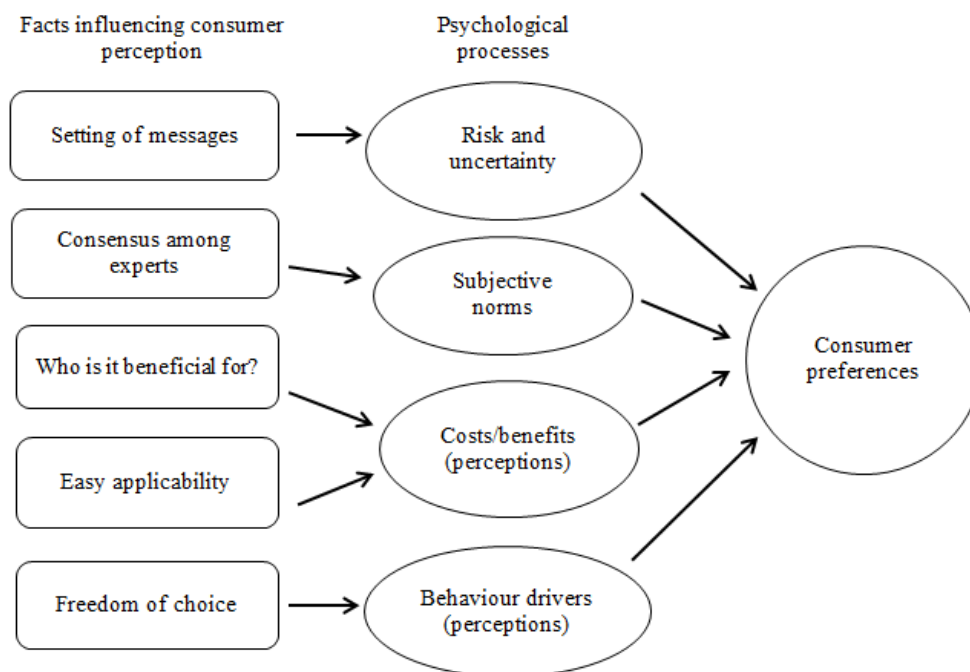 Facts influencing consumer
perception
Psychological
processes
Setting of messages
Risk and
uncertainty
Consensus among
experts
Subjective
norms
Who is it beneficial for?
Consumer
preferences
Costs/benefits
(perceptions)
Easy applicability
Freedom of choice
Behaviour drivers
(perceptions)